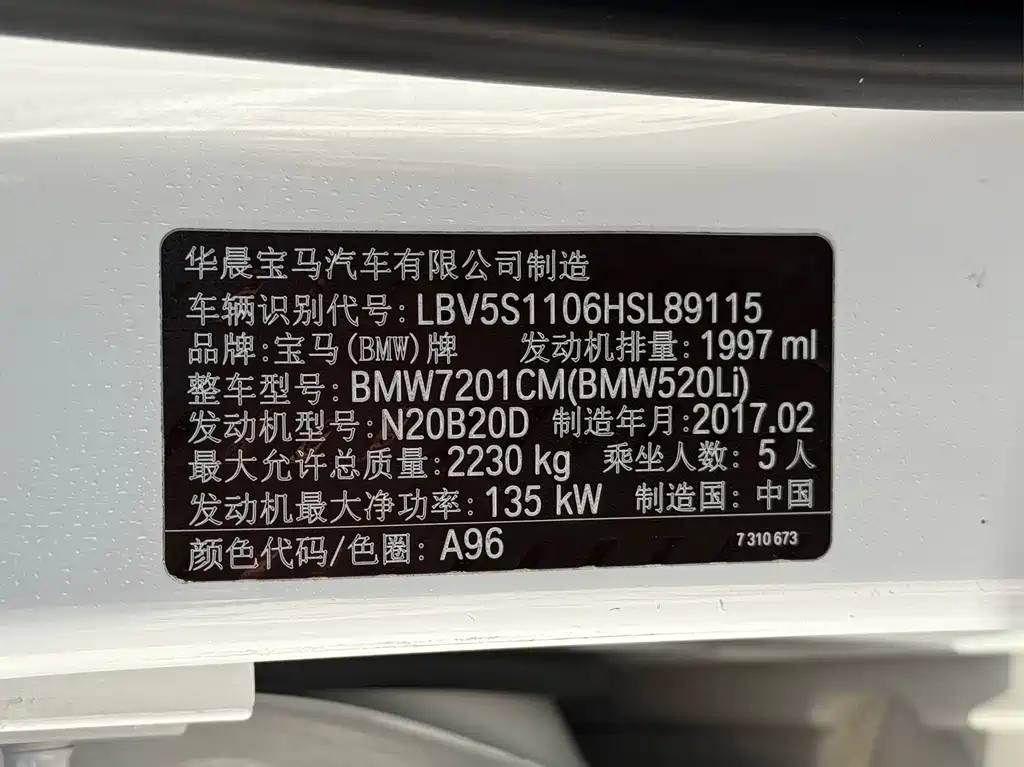 华晨宝马汽车有限公司制造
车辆识别代号: LBV5S1106HSL89115
品牌:宝马(BMW)牌 发动机排量: 1997 ml
整车型号: BMW7201CM(BMW520Li)
发动机型号: N20B20D 制造年月:2017.02
最大允许总质量:2230 kg 乘坐人数: 5 人
发动机最大净功率: 135 kW 制造国: 中国
颜色代码/色圈: A96 7 310 673